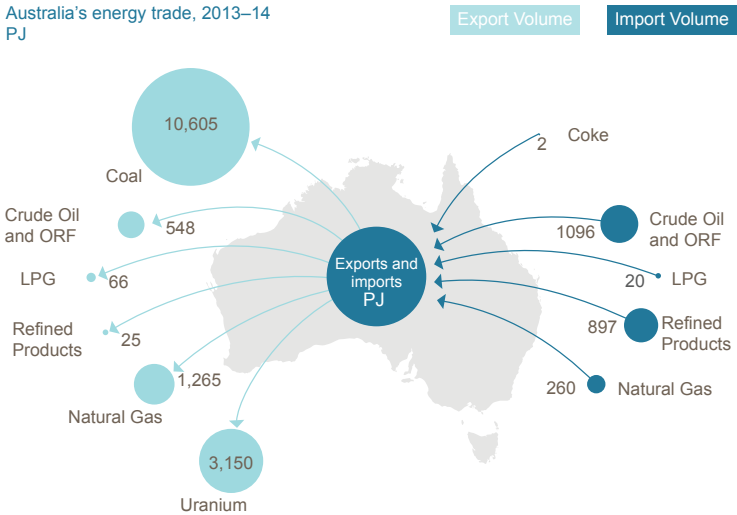 Australia's energy trade, 2013–14
PJ
Export Volume
Import Volume
10,605
Coal
Crude Oil
and ORF
548
LPG
66
Refined
Products
25
1,265
Natural Gas
3,150
Uranium
Exports and
imports
PJ
2
Coke
1096
Crude Oil
and ORF
20
LPG
897
Refined
Products
260
Natural Gas